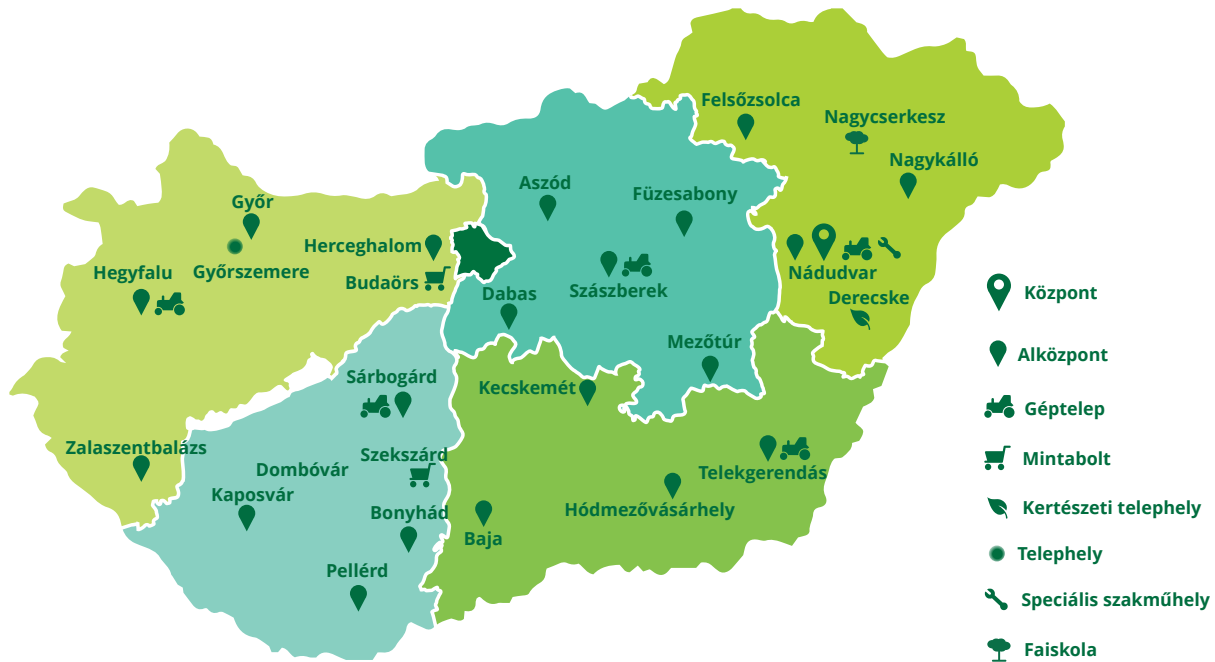 Felsőzsolca
Nagycserkesz
Nagykálló
Aszód
Füzesabony
Győr
Herceghalom
Győrszemere
Hegyfalu
Budaörs
Nádudvar
Derecske
Dabas
Szászberek
Mezőtúr
Sárbogárd
Kecskemét
Zalaszentbalázs
Szekszárd
Dombóvár
Kaposvár
Telekgerendás
Bonyhád
Baja
Hódmezővásárhely
Pellérd
Központ
Alközpont
Géptelep
Mintabolt
Kertészeti telephely
Telephely
Speciális szakműhely
Faiskola